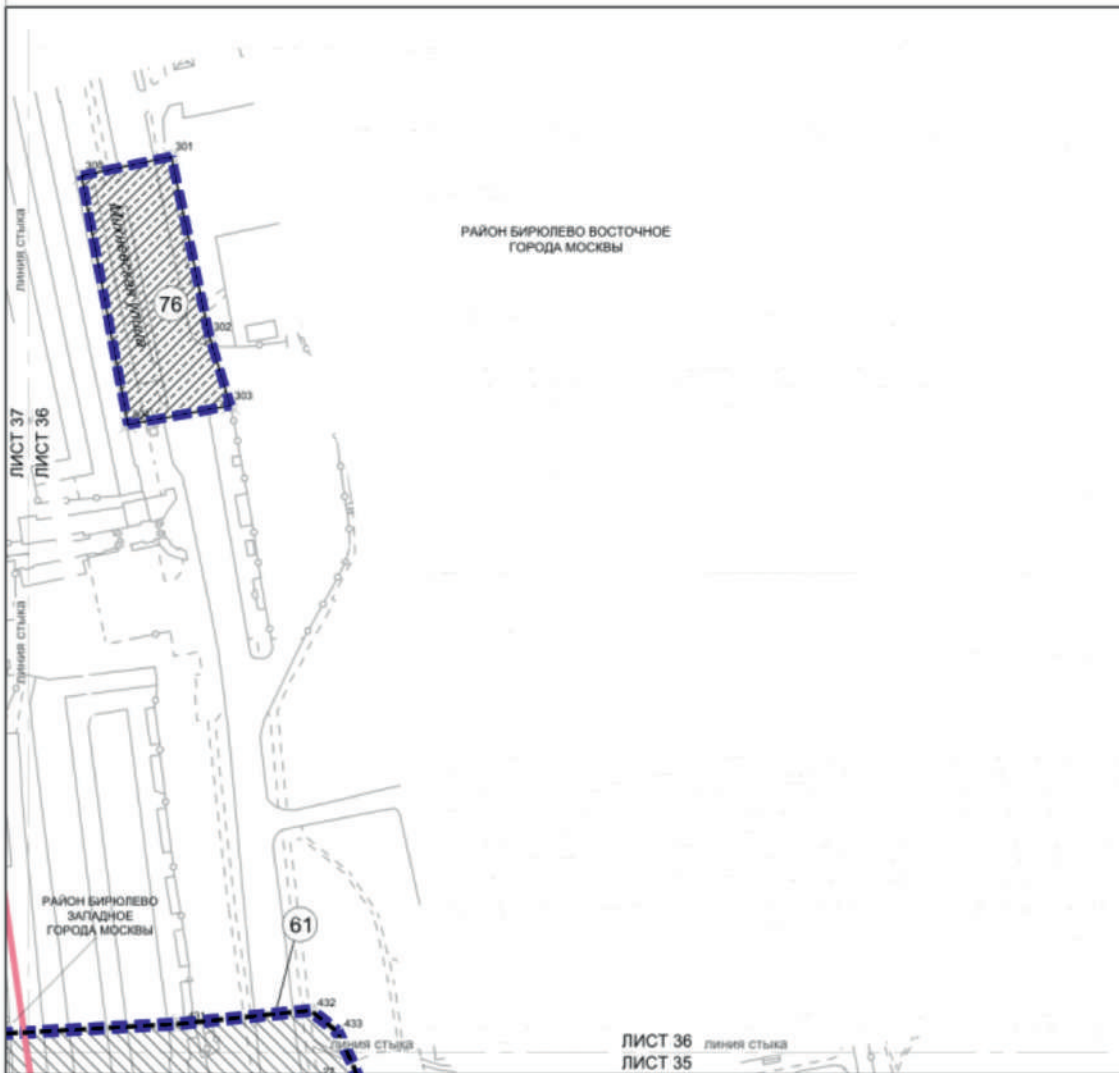 301
305
РАЙОН БИРЮЛЕВО ВОСТОЧНОЕ
ГОРОДА МОСКВЫ
линия стыка
76
302
303
ЛИСТ 37
ЛИСТ 36
линия стыка
РАЙОН БИРЮЛЕВО
ЗАПАДНОЕ
ГОРОДА МОСКВЫ
61
432
433
линия стыка
ЛИСТ 36 линия стыка
ЛИСТ 35